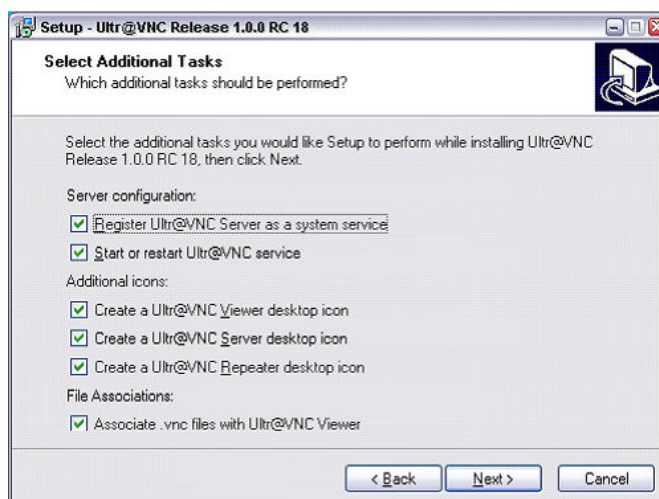 Setup - Ultr@VNC Release 1.0.0 RC 18
Select Additional Tasks
Which additional tasks should be performed?
Select the additional tasks you would like Setup to perform while installing Ultr@VNC
Release 1.0.0 RC 18, then click Next.
Server configuration:
Register Ultr@VNC Server as a system service
Start or restart Ultr@VNC service
Additional icons:
Create a Ultr@VNC Viewer desktop icon
Create a Ultr@VNC Server desktop icon
Create a Ultr@VNC Repeater desktop icon
File Associations:
Associate .vnc files with Ultr@VNC Viewer
< Back Next > Cancel